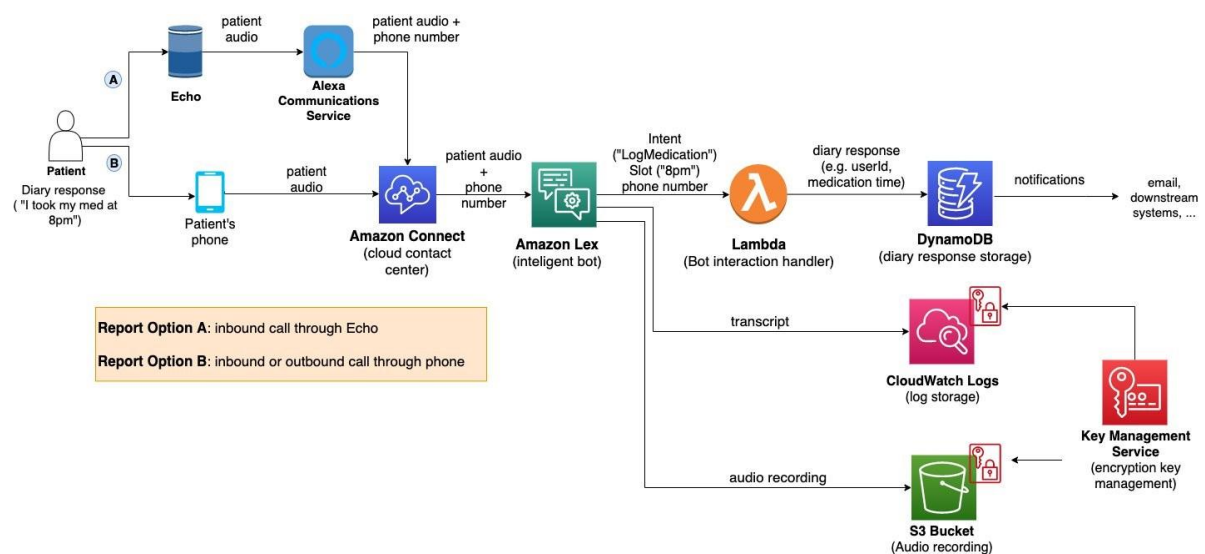 patient
audio
patient audio +
phone number
A
Echo
Alexa
Communications
Service
Patient
Diary response
( "I took my med at
8pm")
B
Patient's
phone
patient
audio
Amazon Connect
(cloud contact
center)
patient audio
+
phone
number
Amazon Lex
(inteligent bot)
Intent
("LogMedication")
Slot ("8pm")
phone number
Lambda
(Bot interaction handler)
diary response
(e.g. userId,
medication time)
DynamoDB
(diary response storage)
notifications
email,
downstream
systems, ...
Report Option A: inbound call through Echo
Report Option B: inbound or outbound call through phone
transcript
CloudWatch Logs
(log storage)
Key Management
Service
(encryption key
management)
audio recording
S3 Bucket
(Audio recording)